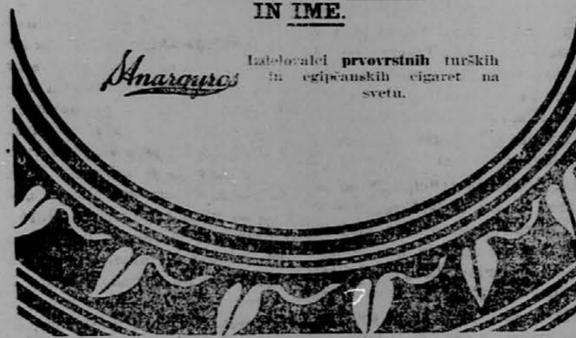 IN IME.
S. Anargyros
Izdelovalci prvovrstnih turških
in egipčanskih cigaret na
svetu.